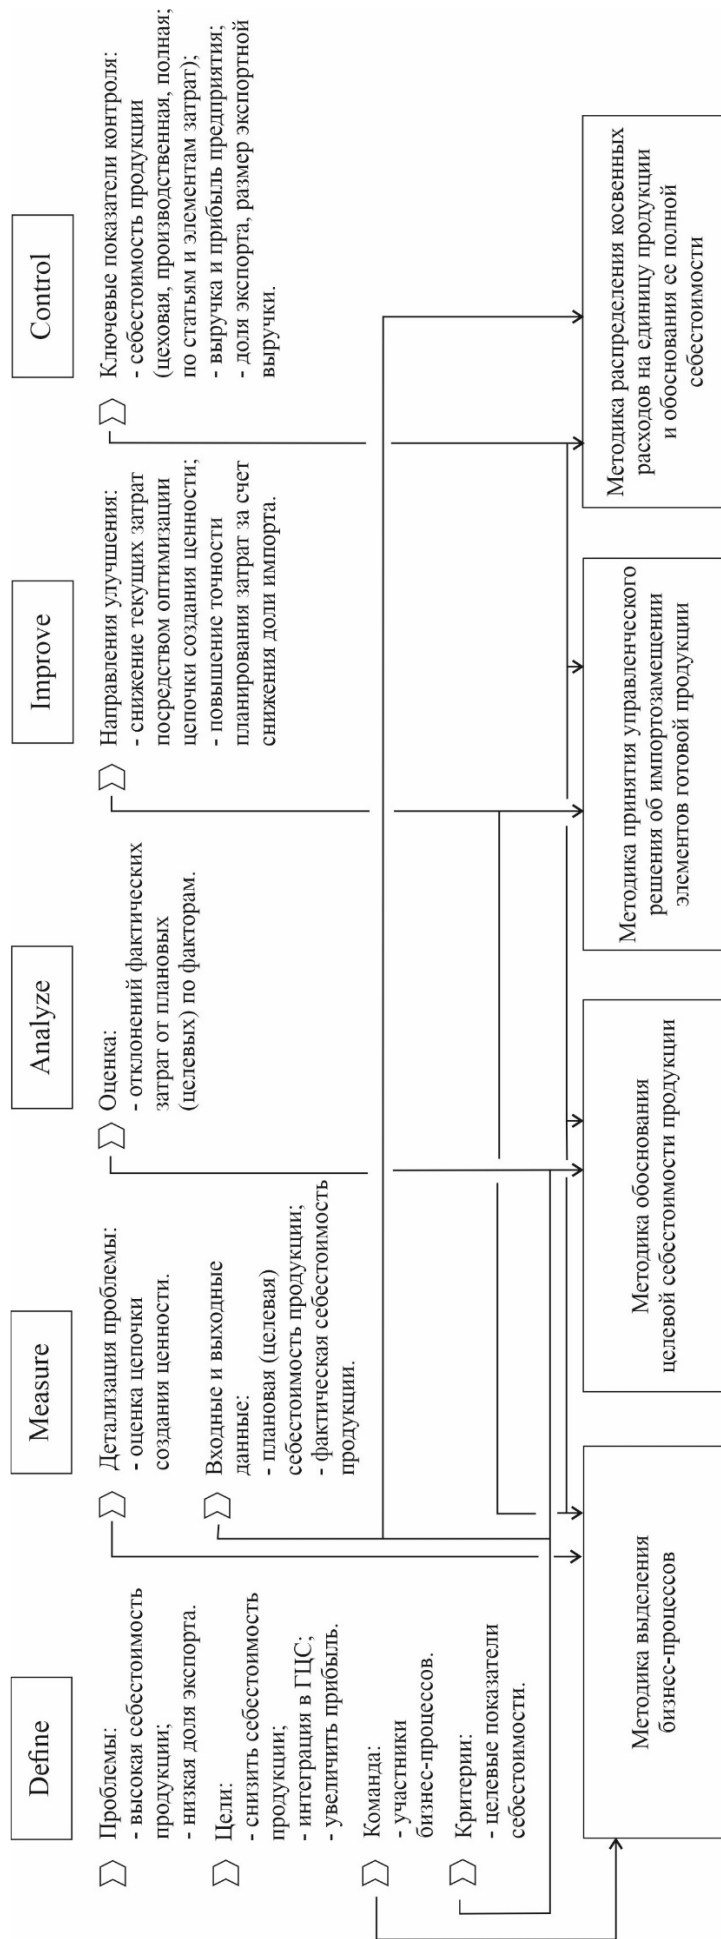 Define
Проблемы:
- высокая себестоимость
продукции;
- низкая доля экспорта.
Цели:
- снизить себестоимость
продукции;
- интеграция в ГЦС;
- увеличить прибыль.
Команда:
- участники
бизнес-процессов.
Критерии:
- целевые показатели
себестоимости.
Measure
Детализация проблемы:
- оценка цепочки
создания ценности.
Входные и выходные
данные:
- плановая (целевая)
себестоимость продукции;
- фактическая себестоимость
продукции.
Analyze
Оценка:
- отклонений фактических
затрат от плановых
(целевых) по факторам.
Improve
Направления улучшения:
- снижение текущих затрат
посредством оптимизации
цепочки создания ценности;
- повышение точности
планирования затрат за счет
снижения доли импорта.
Control
Ключевые показатели контроля:
- себестоимость продукции
(цеховая, производственная, полная;
по статьям и элементам затрат);
- выручка и прибыль предприятия;
- доля экспорта, размер экспортной
выручки.
Методика выделения
бизнес-процессов
Методика обоснования
целевой себестоимости продукции
Методика принятия управленческого
решения об импортозамещении
элементов готовой продукции
Методика распределения косвенных
расходов на единицу продукции
и обоснования ее полной
себестоимости